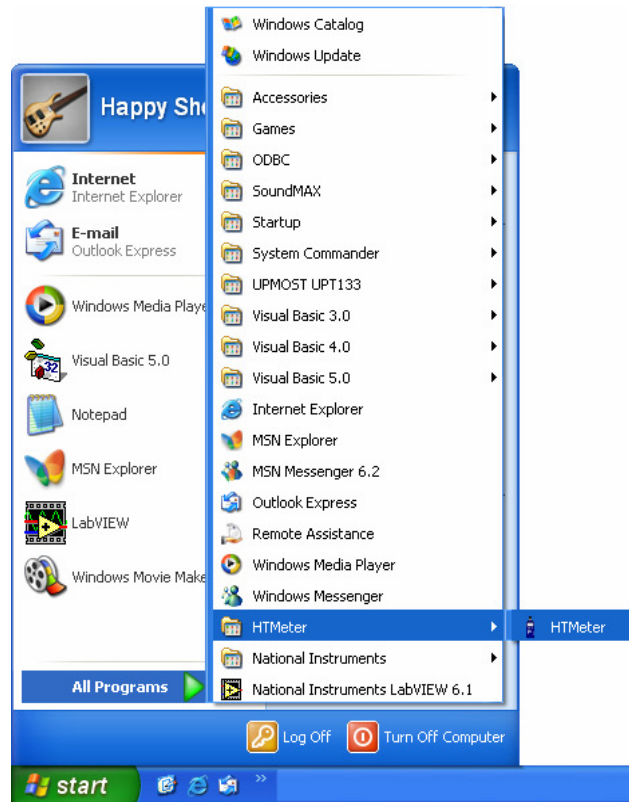 Happy
Internet
Internet Explorer
E-mail
Outlook Express
Windows Media Playe
Visual Basic 5.0
Notepad
MSN Explorer
LabVIEW
Windows Movie Make
All Programs
Windows Catalog
Windows Update
Accessories
Games
ODBC
SoundMAX
Startup
System Commander
UPMOST UPT133
Visual Basic 3.0
Visual Basic 4.0
Visual Basic 5.0
Internet Explorer
MSN Explorer
MSN Messenger 6.2
Outlook Express
Remote Assistance
Windows Media Player
Windows Messenger
HTMeter
HTMeter
National Instruments
National Instruments LabVIEW 6.1
Log Off
Turn Off Computer
start